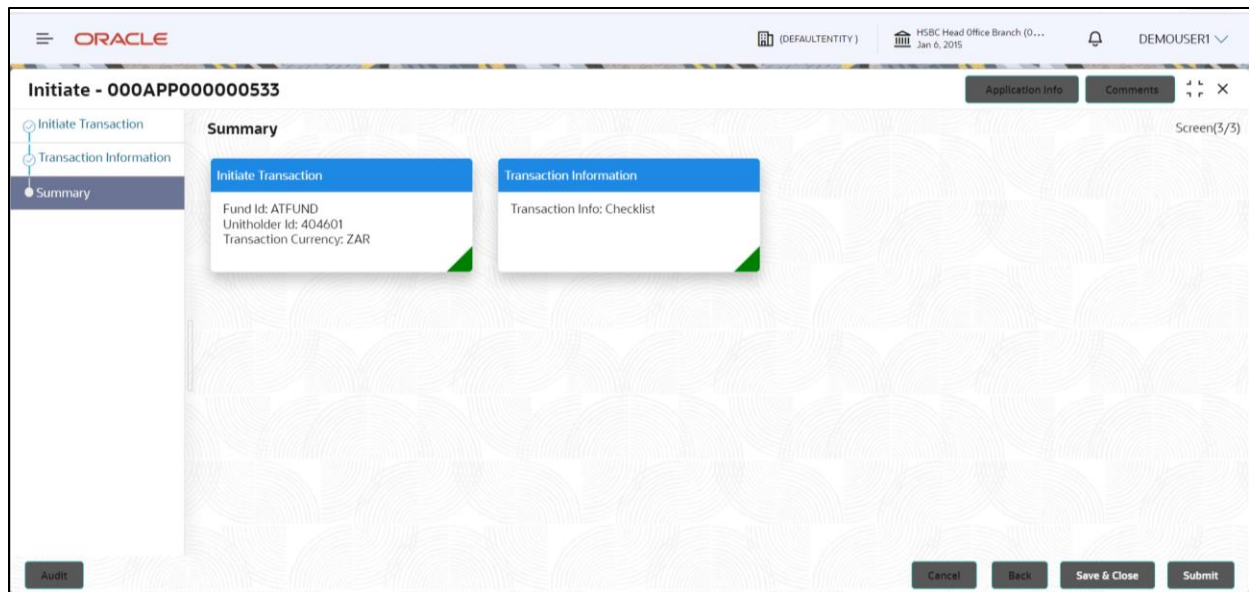 ORACLE
(DEFAULTENTITY )
HSBC Head Office Branch (0...
Jan 6, 2015
DEMOUSER1
Initiate - 000APP000000533
Application Info
Comments
Initiate Transaction
Transaction Information
Summary
Summary
Screen(3/3)
Initiate Transaction
Fund Id: ATFUND
Unitholder Id: 404601
Transaction Currency: ZAR
Transaction Information
Transaction Info: Checklist
Audit
Cancel
Back
Save & Close
Submit